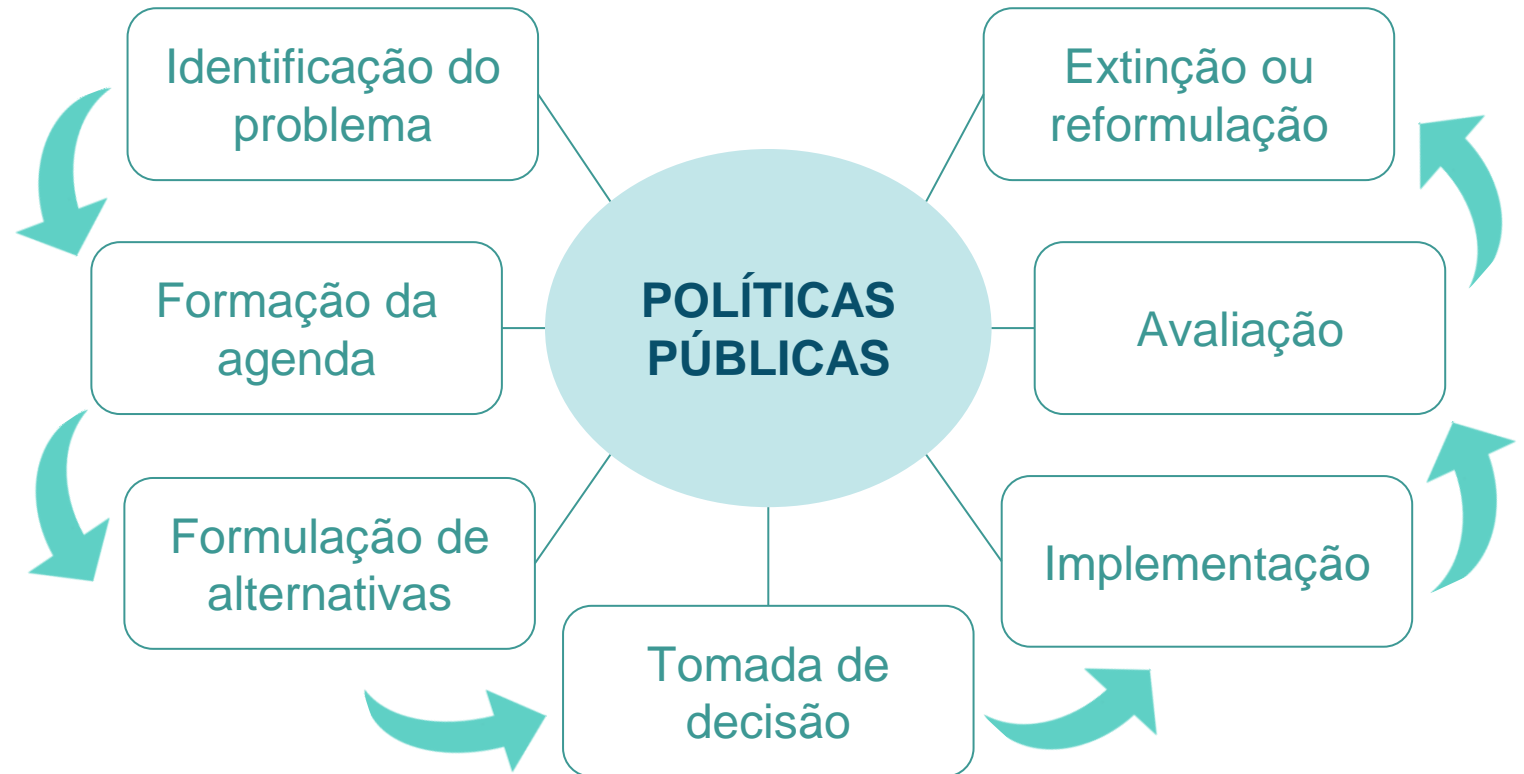 Identificação do
problema
Formação da
agenda
Formulação de
alternativas
Tomada de
decisão
Implementação
Avaliação
Extinção ou
reformulação
POLÍTICAS
PÚBLICAS